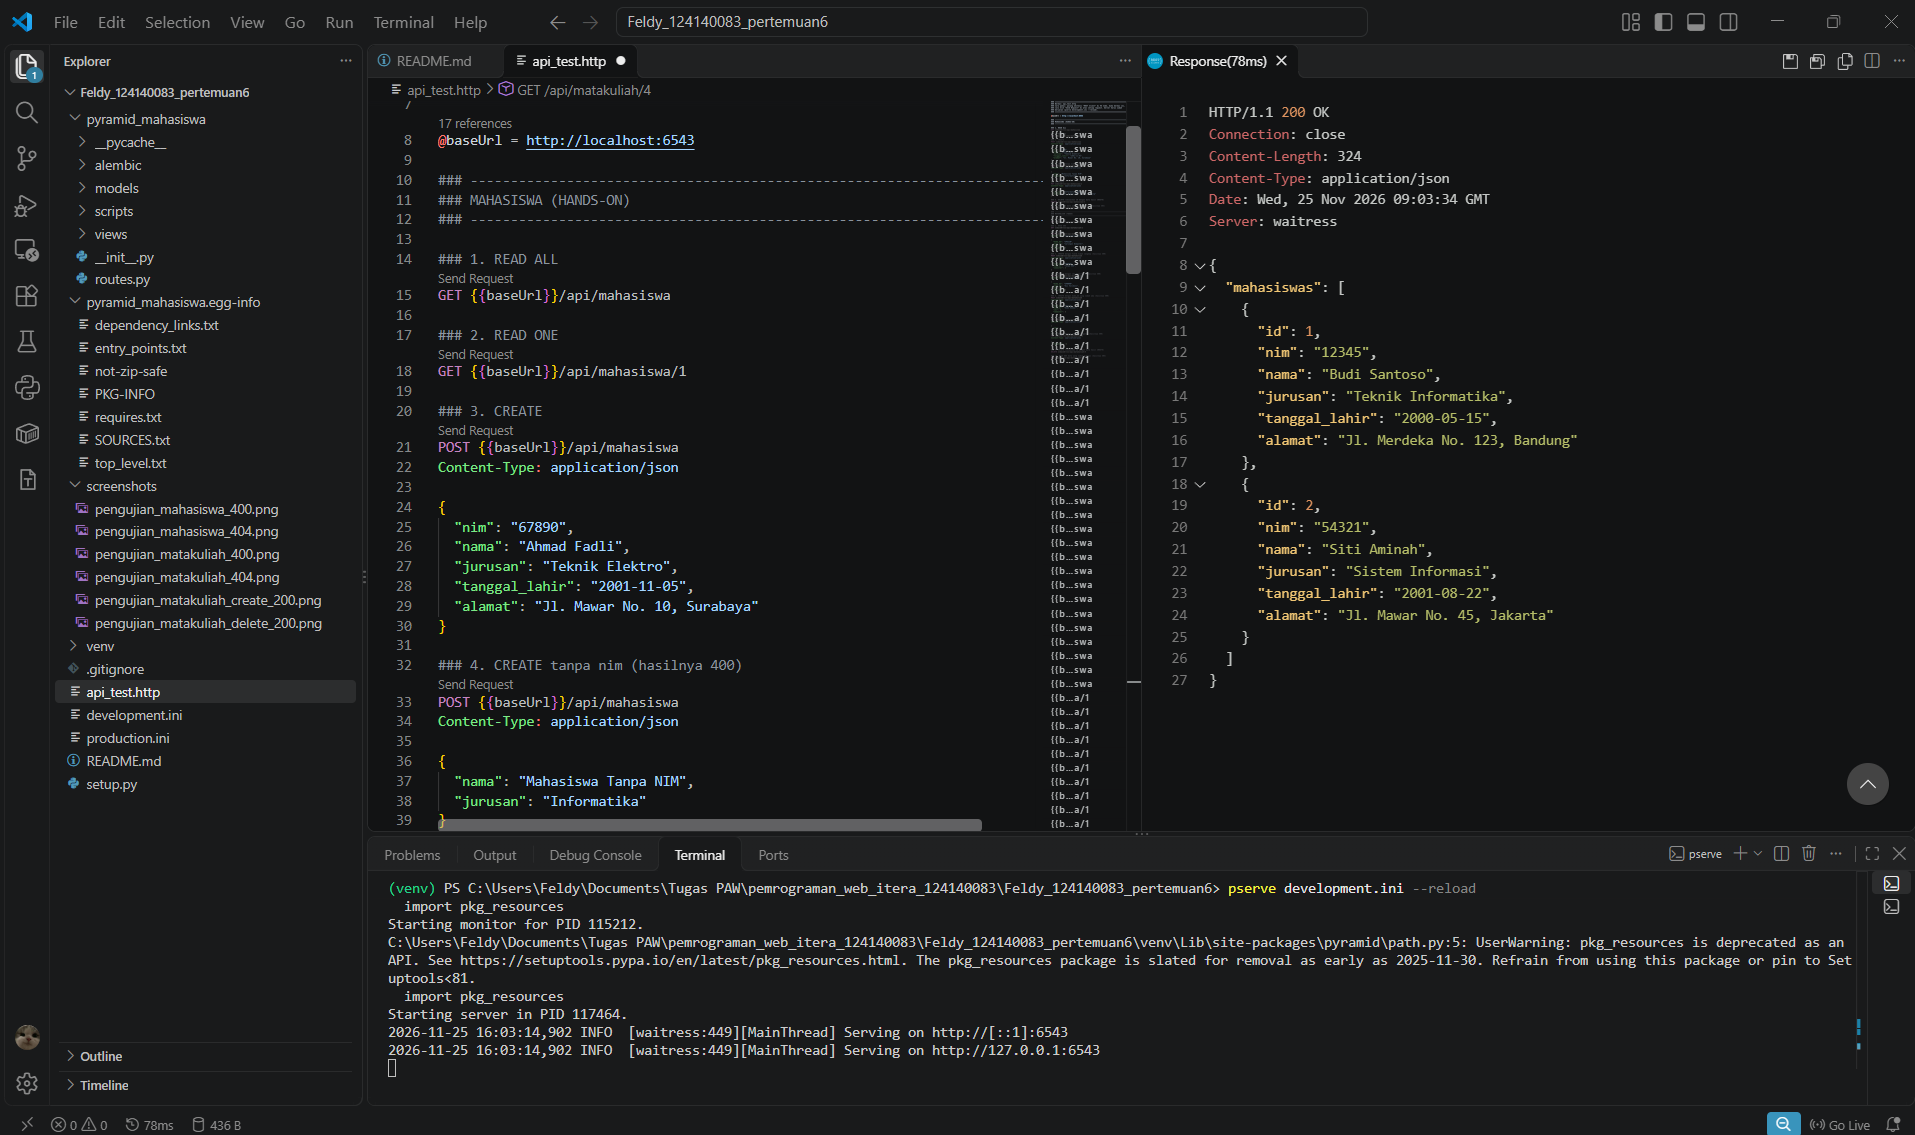 File Edit Selection View Go Run Terminal Help
Feldy_124140083_pertemuan6
Explorer
Feldy_124140083_pertemuan6
pyramid_mahasiswa
__pycache__
alembic
models
scripts
views
__init__.py
routes.py
pyramid_mahasiswa.egg-info
dependency_links.txt
entry_points.txt
not-zip-safe
PKG-INFO
requires.txt
SOURCES.txt
top_level.txt
screenshots
pengujian_mahasiswa_400.png
pengujian_mahasiswa_404.png
pengujian_matakuliah_400.png
pengujian_matakuliah_404.png
pengujian_matakuliah_create_200.png
pengujian_matakuliah_delete_200.png
venv
.gitignore
api_test.http
development.ini
production.ini
README.md
setup.py
Outline
Timeline
README.md
api_test.http
api_test.http > GET /api/matakuliah/4
7
17 references
8 @baseUrl = http://localhost:6543
9
10 ### ------------------------------------------------------------------------
11 ### MAHASISWA (HANDS-ON)
12 ### ------------------------------------------------------------------------
13
14 ### 1. READ ALL
Send Request
15 GET {{baseUrl}}/api/mahasiswa
16
17 ### 2. READ ONE
Send Request
18 GET {{baseUrl}}/api/mahasiswa/1
19
20 ### 3. CREATE
Send Request
21 POST {{baseUrl}}/api/mahasiswa
22 Content-Type: application/json
23
24 {
25 "nim": "67890",
26 "nama": "Ahmad Fadli",
27 "jurusan": "Teknik Elektro",
28 "tanggal_lahir": "2001-11-05",
29 "alamat": "Jl. Mawar No. 10, Surabaya"
30 }
31
32 ### 4. CREATE tanpa nim (hasilnya 400)
Send Request
33 POST {{baseUrl}}/api/mahasiswa
34 Content-Type: application/json
35
36 {
37 "nama": "Mahasiswa Tanpa NIM",
38 "jurusan": "Informatika"
39 }
Response(78ms)
1 HTTP/1.1 200 OK
2 Connection: close
3 Content-Length: 324
4 Content-Type: application/json
5 Date: Wed, 25 Nov 2026 09:03:34 GMT
6 Server: waitress
7
8 {
9 "mahasiswas": [
10 {
11 "id": 1,
12 "nim": "12345",
13 "nama": "Budi Santoso",
14 "jurusan": "Teknik Informatika",
15 "tanggal_lahir": "2000-05-15",
16 "alamat": "Jl. Merdeka No. 123, Bandung"
17 },
18 {
19 "id": 2,
20 "nim": "54321",
21 "nama": "Siti Aminah",
22 "jurusan": "Sistem Informasi",
23 "tanggal_lahir": "2001-08-22",
24 "alamat": "Jl. Mawar No. 45, Jakarta"
25 }
26 ]
27 }
Problems Output Debug Console Terminal Ports
pserve
(venv) PS C:\Users\Feldy\Documents\Tugas PAW\pemrograman_web_itera_124140083\Feldy_124140083_pertemuan6> pserve development.ini --reload
import pkg_resources
Starting monitor for PID 115212.
C:\Users\Feldy\Documents\Tugas PAW\pemrograman_web_itera_124140083\Feldy_124140083_pertemuan6\venv\Lib\site-packages\pyramid\path.py:5: UserWarning: pkg_resources is deprecated as an
API. See https://setuptools.pypa.io/en/latest/pkg_resources.html. The pkg_resources package is slated for removal as early as 2025-11-30. Refrain from using this package or pin to Set
uptools<81.
import pkg_resources
Starting server in PID 117464.
2026-11-25 16:03:14,902 INFO [waitress:449][MainThread] Serving on http://[::1]:6543
2026-11-25 16:03:14,902 INFO [waitress:449][MainThread] Serving on http://127.0.0.1:6543
0 0 78ms 436 B
Go Live